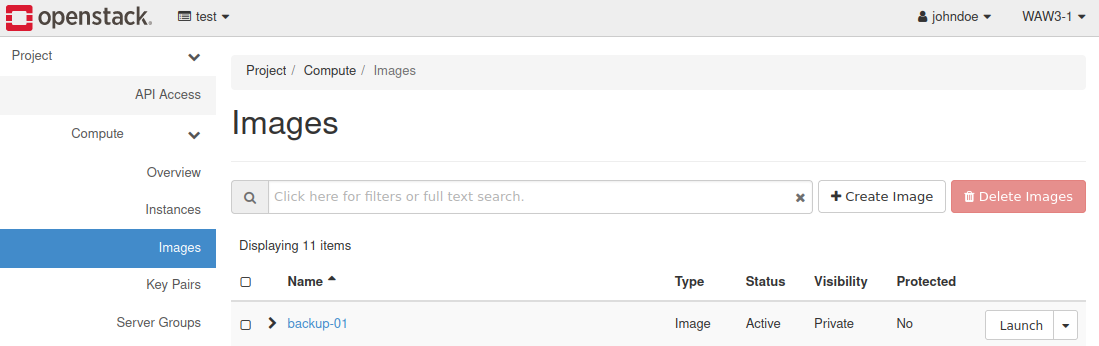 openstack.
test
johndoe
WAW3-1
Project
API Access
Compute
Overview
Instances
Images
Key Pairs
Server Groups
Project / Compute / Images
Images
Click here for filters or full text search.
Create Image
Delete Images
Displaying 11 items
Name Type Status Visibility Protected
backup-01 Image Active Private No Launch